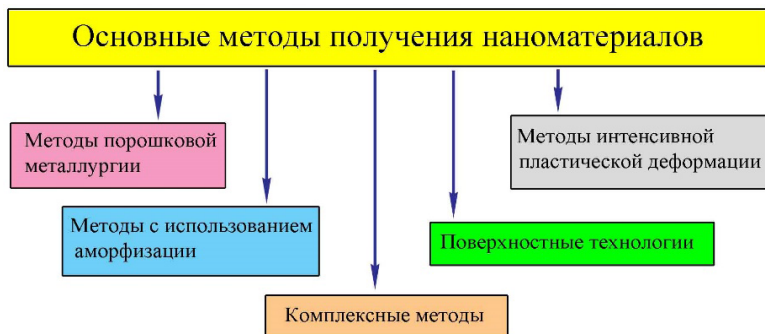 Основные методы получения наноматериалов
Методы порошковой
металлургии
Методы интенсивной
пластической деформации
Методы с использованием
аморфизации
Поверхностные технологии
Комплексные методы